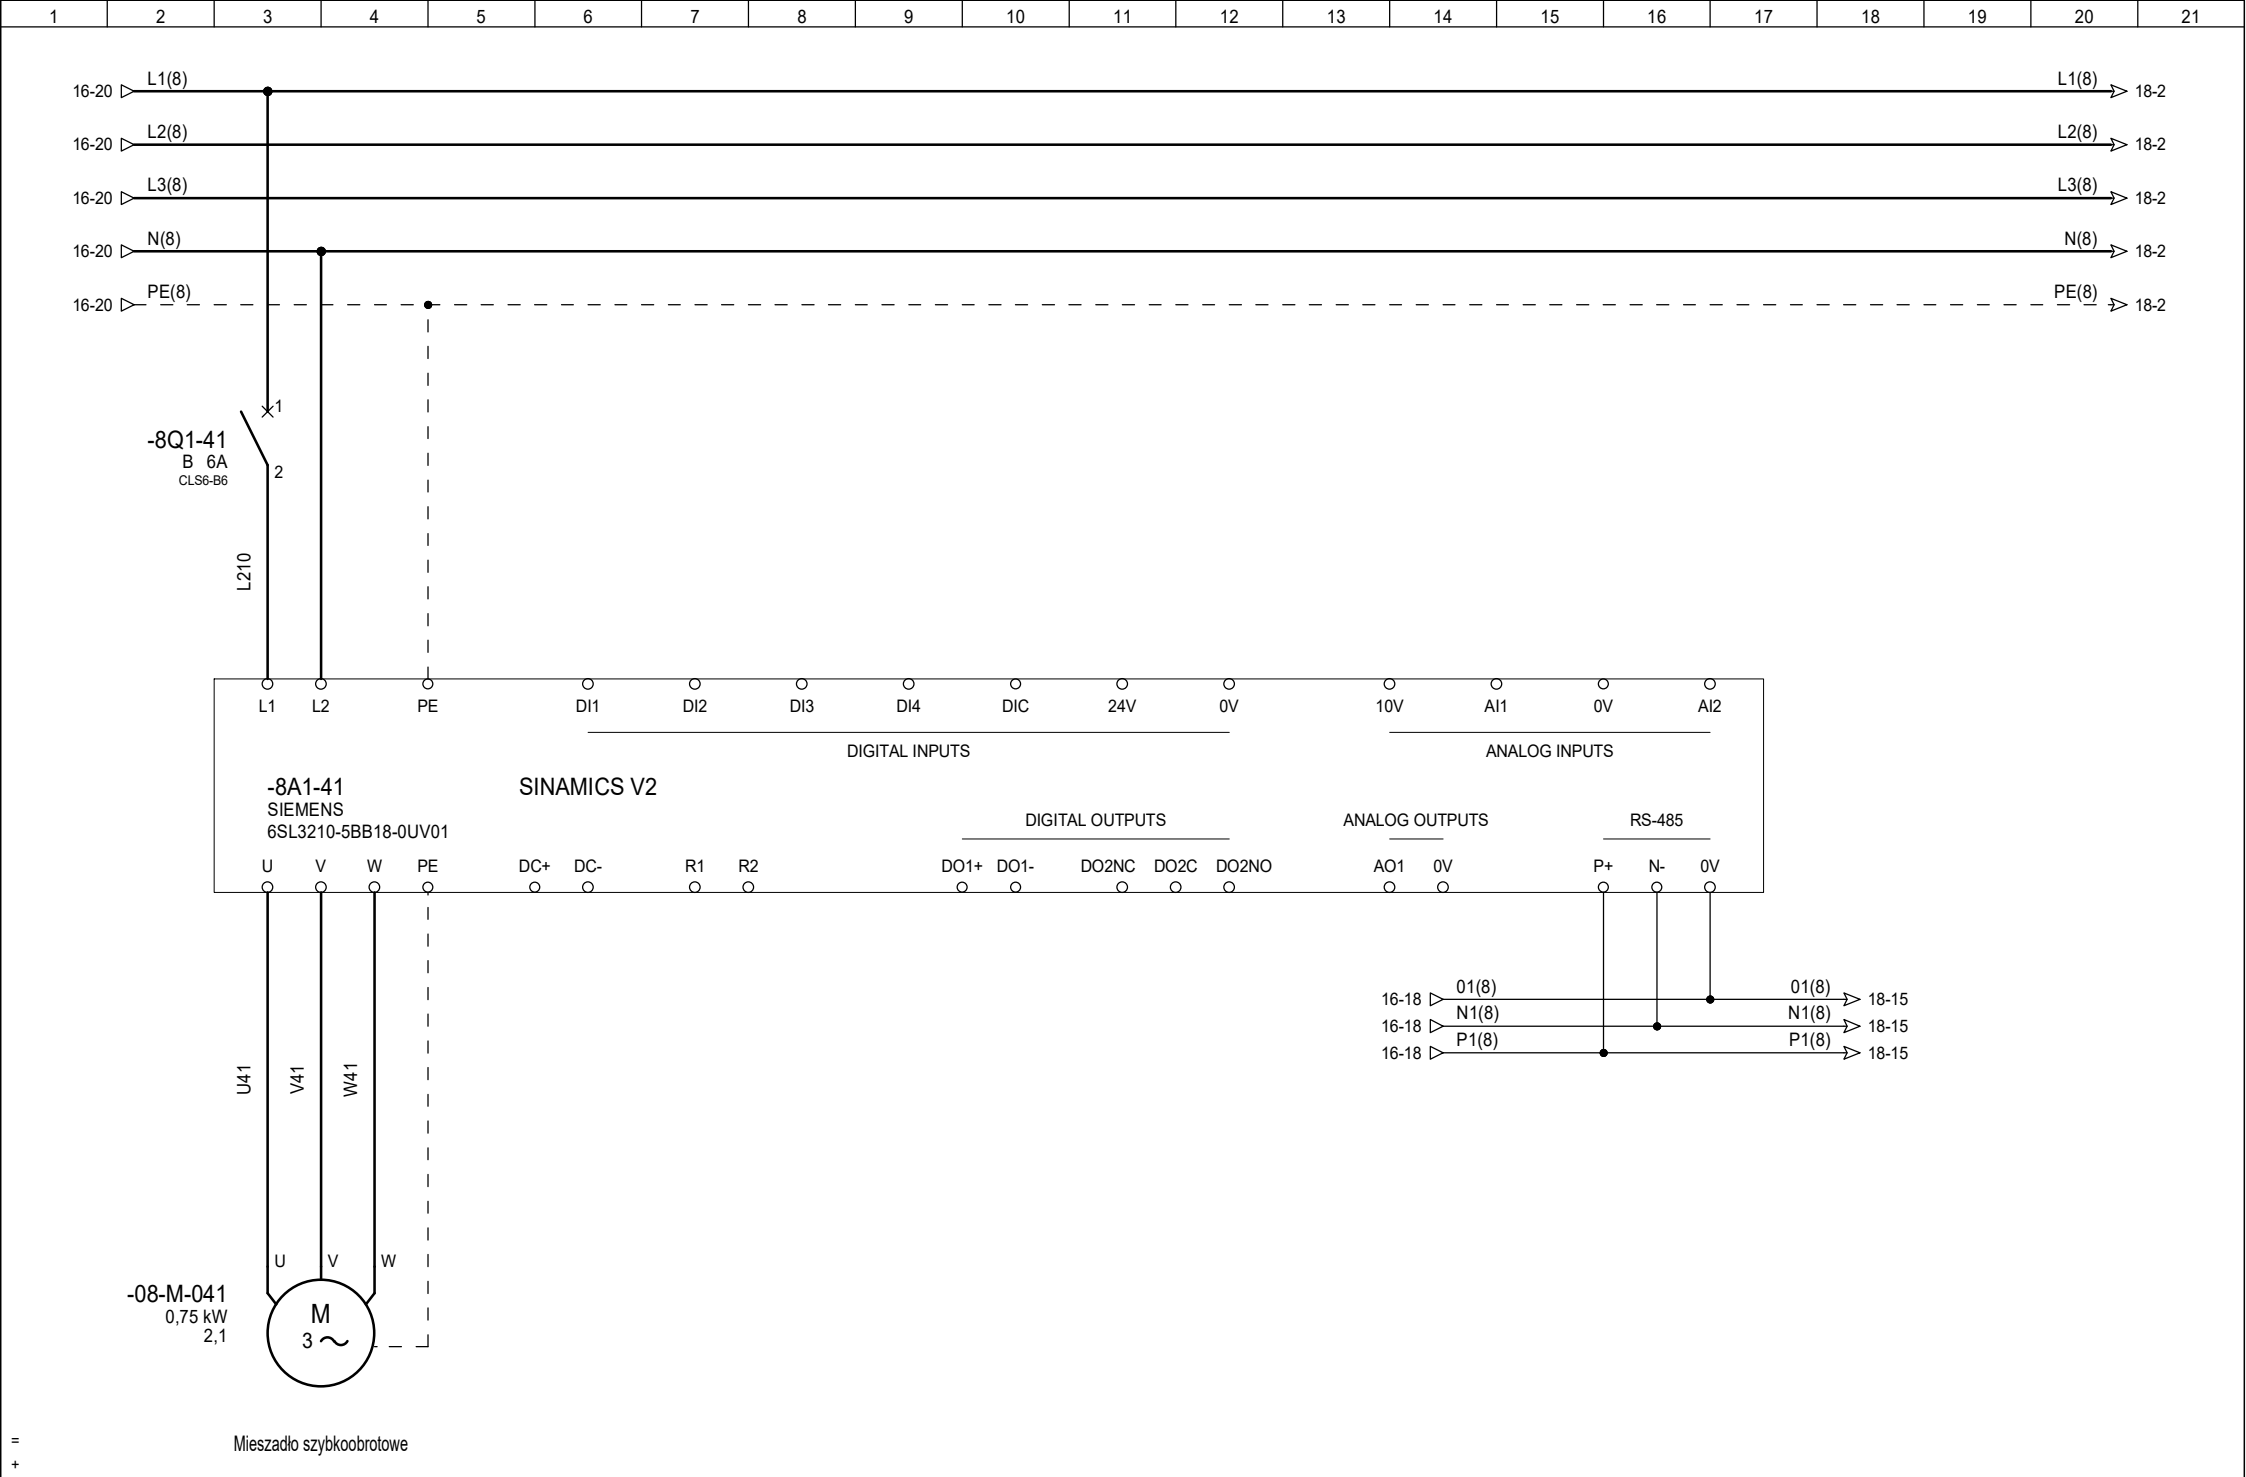 1 2 3 4 5 6 7 8 9 10 11 12 13 14 15 16 17 18 19 20 21
16-20 L1(8) L1(8) 18-2
16-20 L2(8) L2(8) 18-2
16-20 L3(8) L3(8) 18-2
16-20 N(8) N(8) 18-2
16-20 PE(8) PE(8) 18-2
1
-8Q1-41
B 6A
2
CLS6-B6
L210
L1 L2 PE DI1 DI2 DI3 DI4 DIC 24V 0V 10V AI1 0V AI2
DIGITAL INPUTS ANALOG INPUTS
-8A1-41 SINAMICS V2
SIEMENS
6SL3210-5BB18-0UV01
DIGITAL OUTPUTS ANALOG OUTPUTS RS-485
U V W PE DC+ DC- R1 R2 DO1+ DO1- DO2NC DO2C DO2NO AO1 0V P+ N- 0V
16-18 01(8) 01(8) 18-15
16-18 N1(8) N1(8) 18-15
16-18 P1(8) P1(8) 18-15
U41 V41 W41
U V W
-08-M-041
0,75 kW
2,1
M
3
Mieszadło szybkoobrotowe
=
+